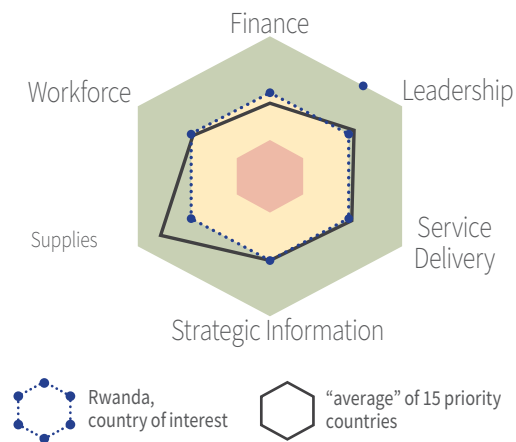 Finance
Workforce
Leadership
Supplies
Service
Delivery
Strategic Information
Rwanda,
country of interest
“average” of 15 priority
countries